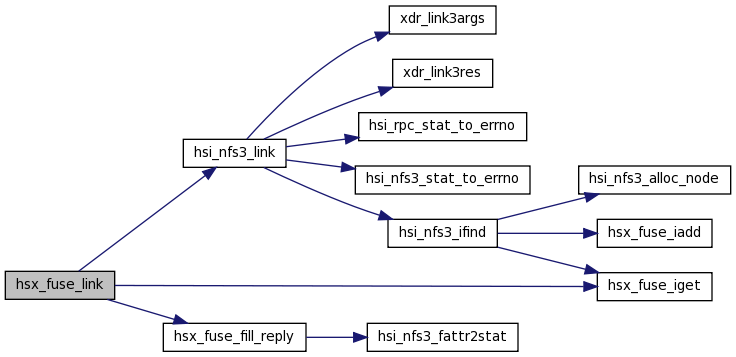 xdr_link3args
xdr_link3res
hsi_rpc_stat_to_errno
hsi_nfs3_link
hsi_nfs3_stat_to_errno
hsi_nfs3_alloc_node
hsi_nfs3_ifind
hsx_fuse_iadd
hsx_fuse_link
hsx_fuse_iget
hsx_fuse_fill_reply
hsi_nfs3_fattr2stat